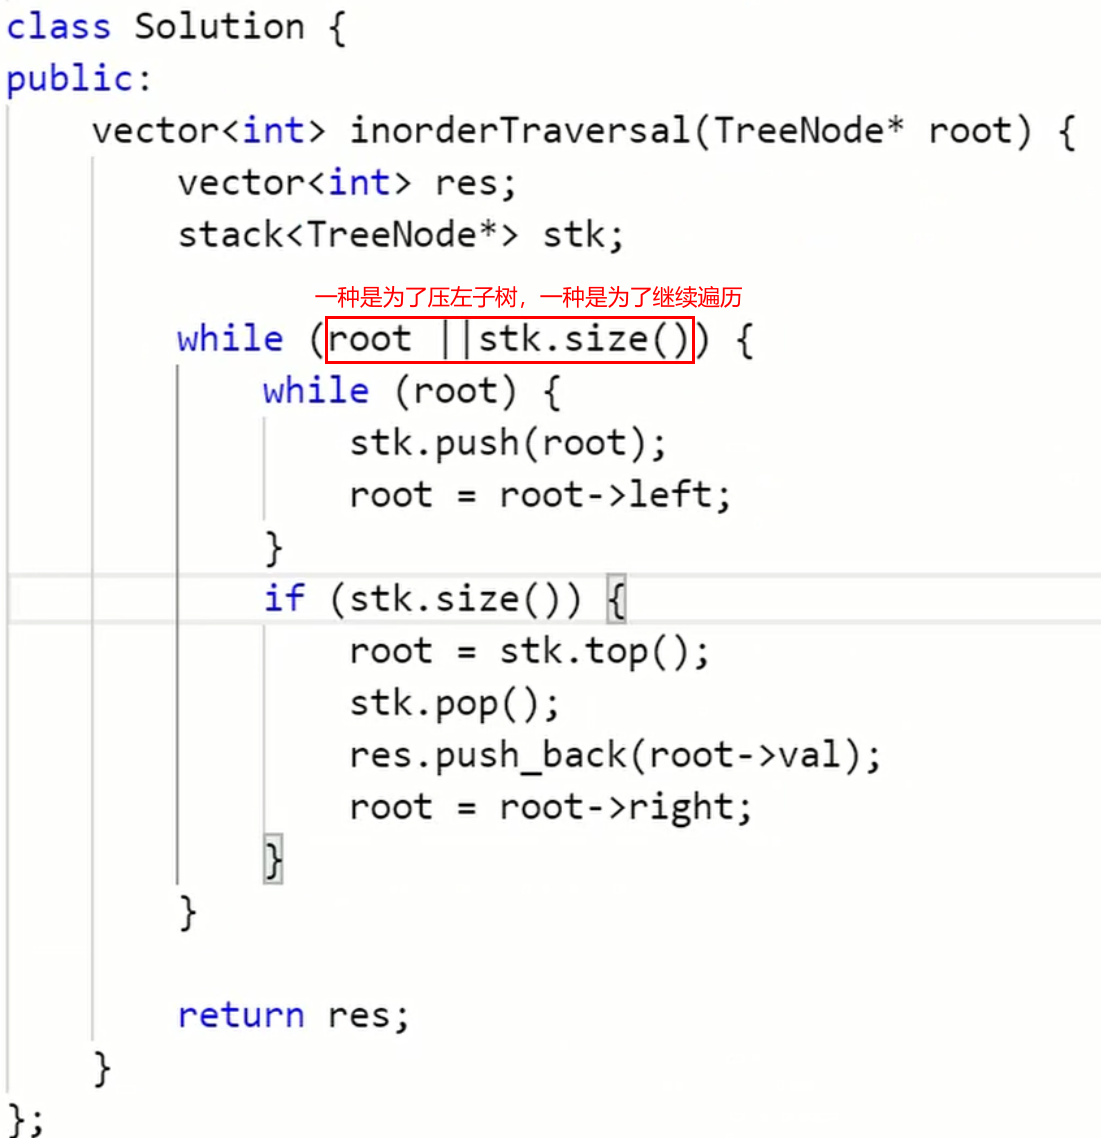 class Solution {
public:
    vector<int> inorderTraversal(TreeNode* root) {
        vector<int> res;
        stack<TreeNode*> stk;
一种是为了压左子树，一种是为了继续遍历
        while (root ||stk.size()) {
            while (root) {
                stk.push(root);
                root = root->left;
            }
            if (stk.size()) {
                root = stk.top();
                stk.pop();
                res.push_back(root->val);
                root = root->right;
            }
        }
        return res;
    }
};